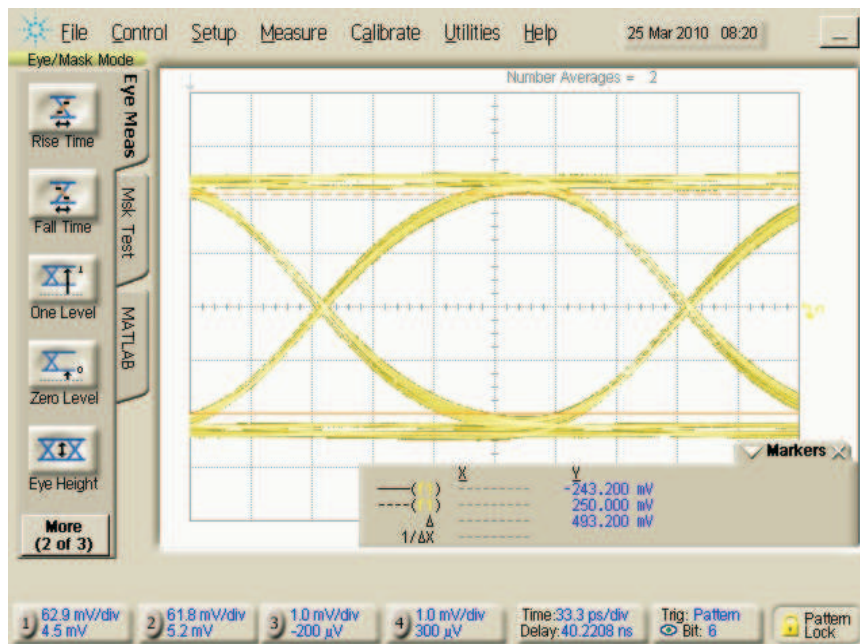 File Control Setup Measure Calibrate Utilities Help 25 Mar 2010 08:20
Eye/Mask Mode
Number Averages = 2
Eye Meas
Msk Test
MATLAB
Rise Time
Fall Time
One Level
Zero Level
Eye Height
More
(2 of 3)
Markers
X Y
—(f1) -243.200 mV
----(f1) 250.000 mV
Δ 493.200 mV
1/ΔX
1) 62.9 mV/div
4.5 mV
2) 61.8 mV/div
5.2 mV
3) 1.0 mV/div
-200 µV
4) 1.0 mV/div
300 µV
Time:33.3 ps/div
Delay:40.2208 ns
Trig: Pattern
Bit: 6
Pattern
Lock